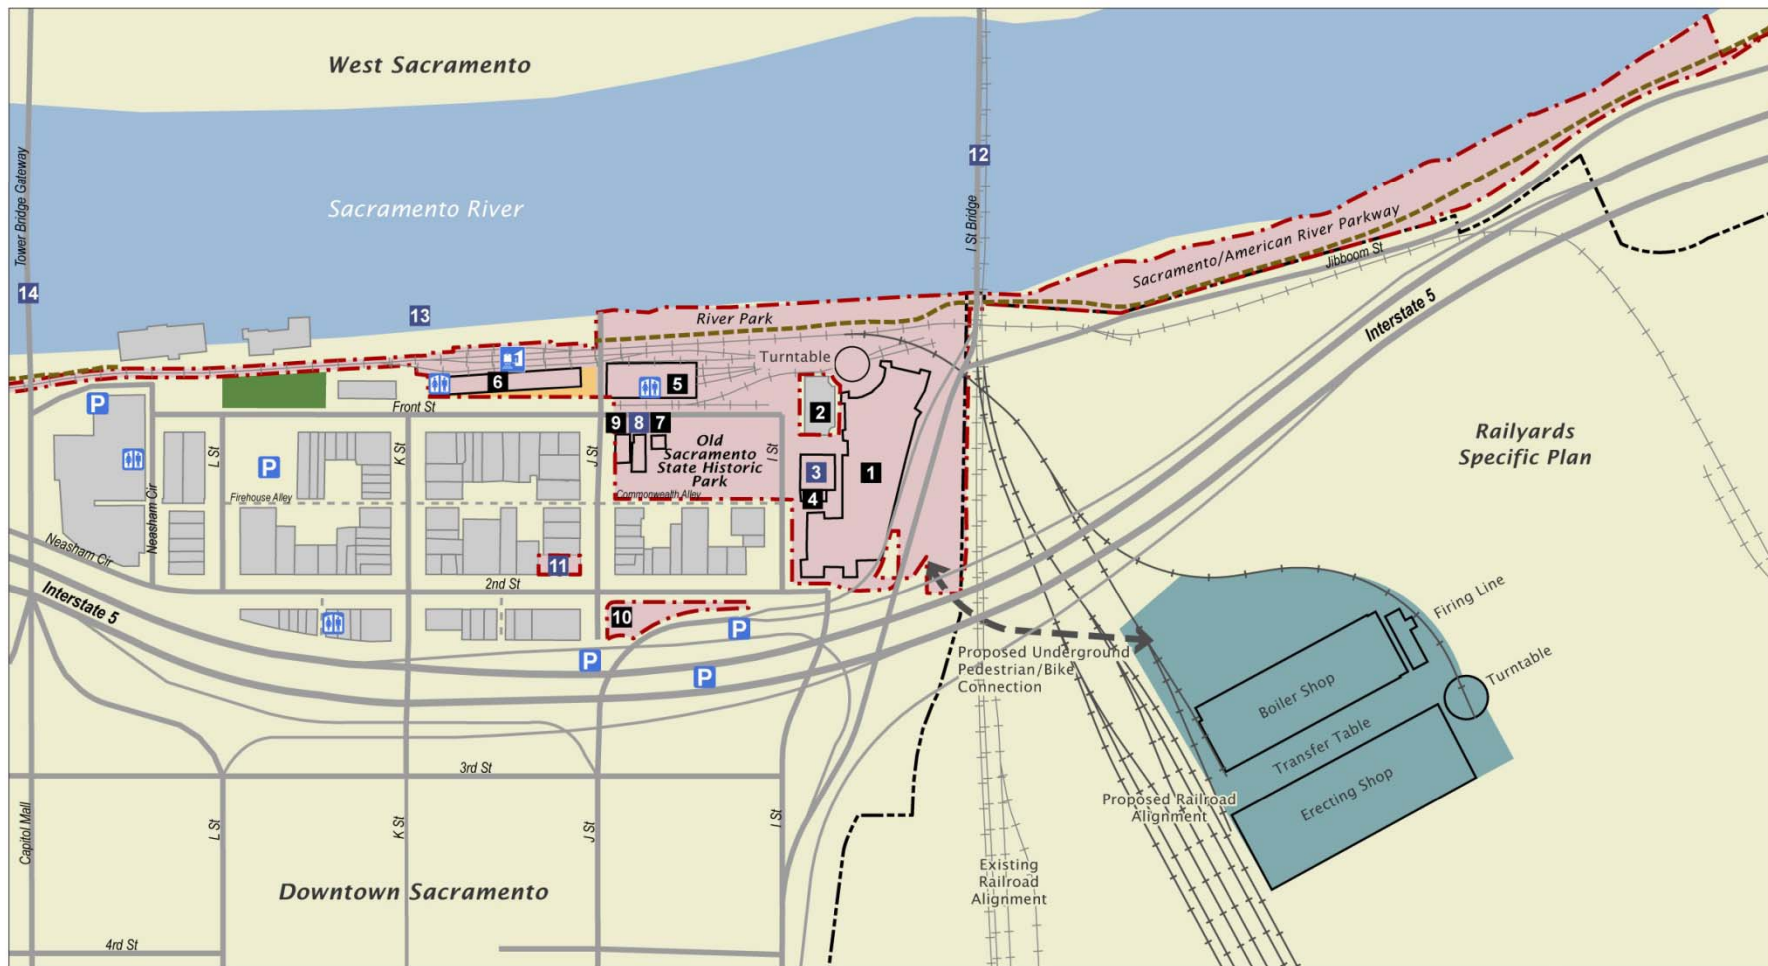 West Sacramento
Tower Bridge Gateway
12
Sacramento River
I St Bridge
Sacramento/American River Parkway
Jibboom St
14
13
River Park
Interstate 5
Turntable
6
5
P
Front St
2
9
8
7
Old
Sacramento
State Historic
Park
L St
K St
J St
I St
Railyards
Specific Plan
P
3
1
4
Firehouse Alley
Commonwealth Alley
Neasham Cir
Neasham Cir
11
2nd St
Interstate 5
10
P
P
P
Proposed Underground
Pedestrian/Bike
Connection
Firing Line
Turntable
Boiler Shop
Transfer Table
Erecting Shop
3rd St
Proposed Railroad
Alignment
Capitol Mall
L St
K St
J St
I St
Existing
Railroad
Alignment
Downtown Sacramento
4rd St